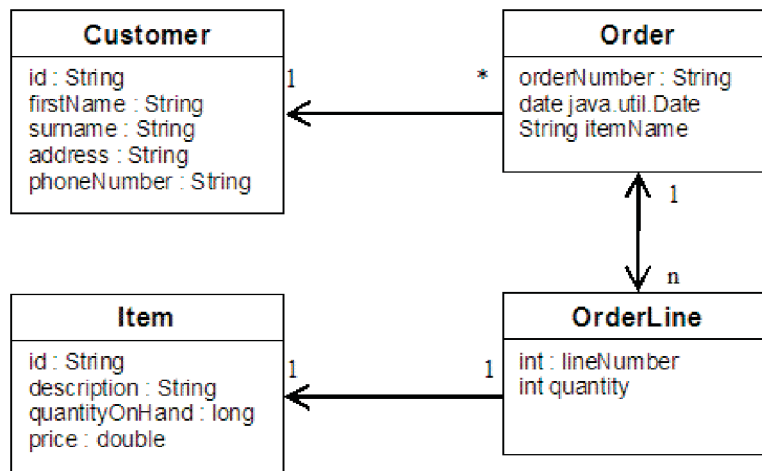 Customer
id : String
firstName : String
surname : String
address : String
phoneNumber : String
1
*
Order
orderNumber : String
date java.util.Date
String itemName
1
n
Item
id : String
description : String
quantityOnHand : long
price : double
1
1
OrderLine
int : lineNumber
int quantity